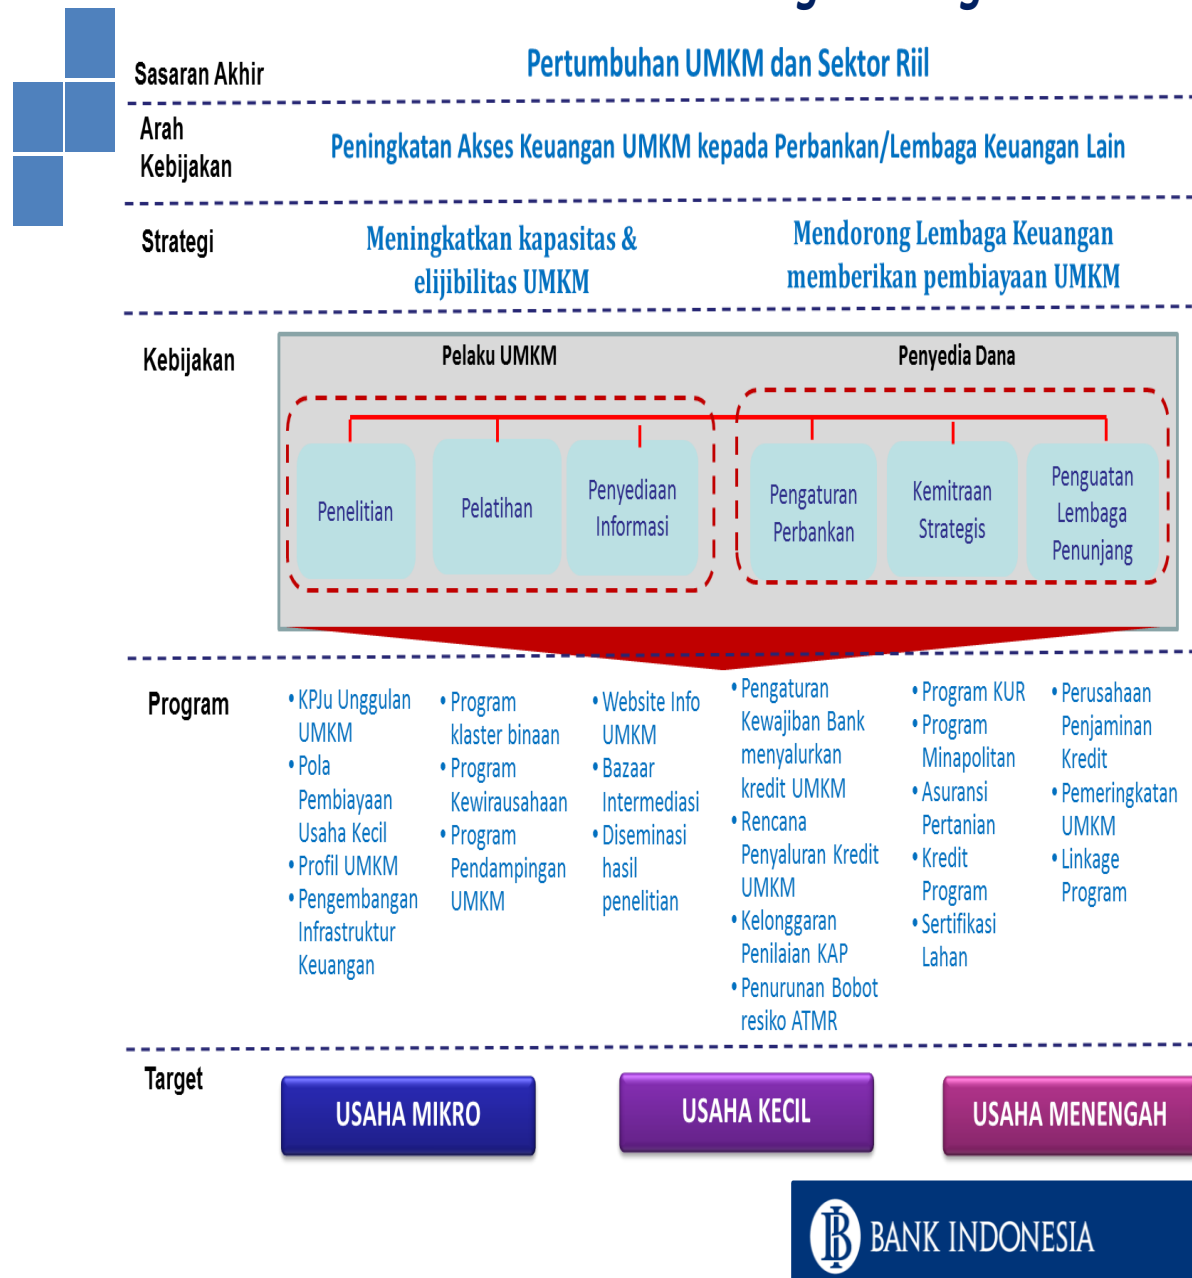 Sasaran Akhir
Pertumbuhan UMKM dan Sektor Riil
Arah
Kebijakan
Peningkatan Akses Keuangan UMKM kepada Perbankan/Lembaga Keuangan Lain
Strategi
Meningkatkan kapasitas &
elijibilitas UMKM
Mendorong Lembaga Keuangan
memberikan pembiayaan UMKM
Kebijakan
Pelaku UMKM
Penyedia Dana
Penelitian
Pelatihan
Penyediaan
Informasi
Pengaturan
Perbankan
Kemitraan
Strategis
Penguatan
Lembaga
Penunjang
Program
• KPJu Unggulan
UMKM
• Pola
Pembiayaan
Usaha Kecil
• Profil UMKM
• Pengembangan
Infrastruktur
Keuangan
• Program
klaster binaan
• Program
Kewirausahaan
• Program
Pendampingan
UMKM
• Website Info
UMKM
• Bazaar
Intermediasi
• Diseminasi
hasil
penelitian
• Pengaturan
Kewajiban Bank
menyalurkan
kredit UMKM
• Rencana
Penyaluran Kredit
UMKM
• Kelonggaran
Penilaian KAP
• Penurunan Bobot
resiko ATMR
• Program KUR
• Program
Minapolitan
• Asuransi
Pertanian
• Kredit
Program
• Sertifikasi
Lahan
• Perusahaan
Penjaminan
Kredit
• Pemeringkatan
UMKM
• Linkage
Program
Target
USAHA MIKRO
USAHA KECIL
USAHA MENENGAH
BANK INDONESIA